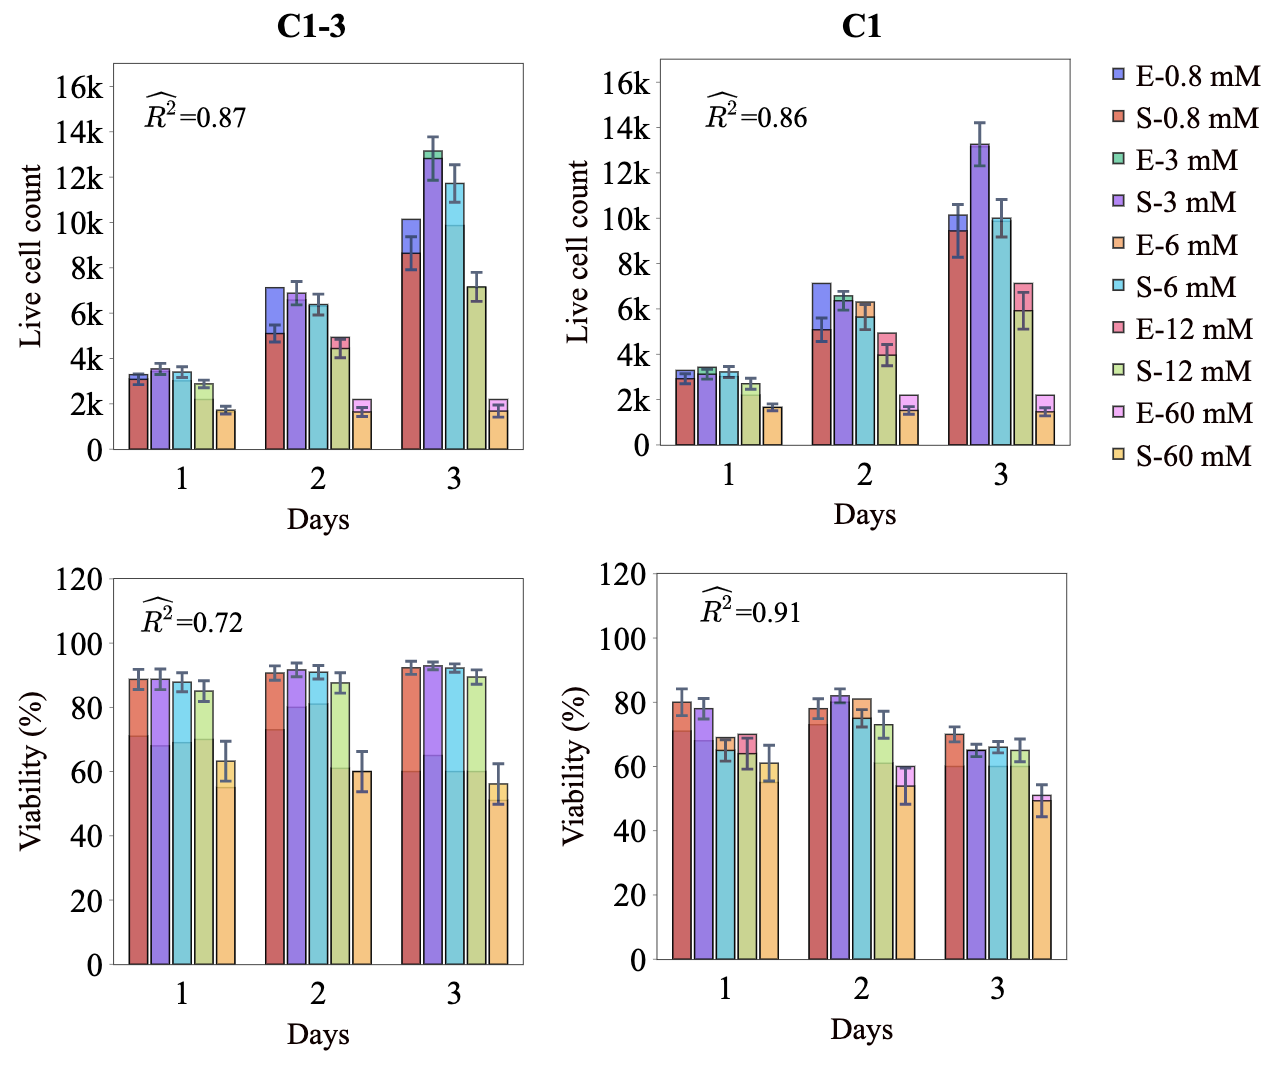 C1-3
C1
16k
14k
12k
10k
8k
6k
4k
2k
0
Live cell count
R²=0.87
1 2 3
Days
16k
14k
12k
10k
8k
6k
4k
2k
0
Live cell count
R²=0.86
1 2 3
Days
E-0.8 mM
S-0.8 mM
E-3 mM
S-3 mM
E-6 mM
S-6 mM
E-12 mM
S-12 mM
E-60 mM
S-60 mM
120
100
80
60
40
20
0
Viability (%)
R²=0.72
1 2 3
Days
120
100
80
60
40
20
0
Viability (%)
R²=0.91
1 2 3
Days